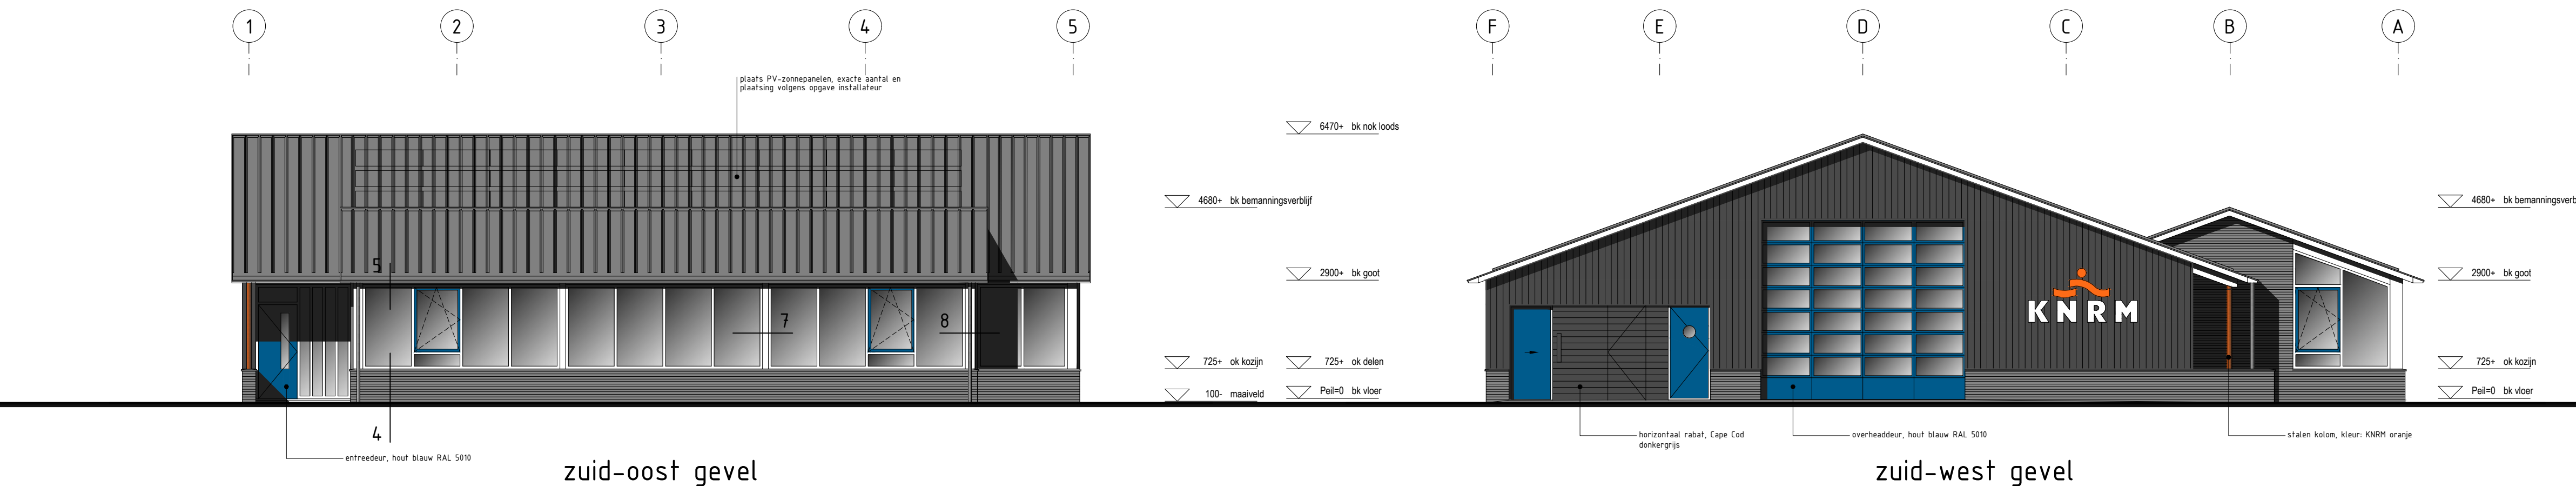 1 2 3 4 5
F E D C B A
plaats PV-zonnepanelen, exacte aantal en
plaatsing volgens opgave installateur
6470+ bk nok loods
4680+ bk bemanningsverblijf
2900+ bk goot
725+ ok kozijn
725+ ok delen
100- maaiveld
Peil=0 bk vloer
5
7
8
4
entreedeur, hout blauw RAL 5010
zuid-oost gevel
KNRM
4680+ bk bemanningsverb
2900+ bk goot
725+ ok kozijn
Peil=0 bk vloer
horizontaal rabat, Cape Cod
donkergrijs
overheaddeur, hout blauw RAL 5010
stalen kolom, kleur: KNRM oranje
zuid-west gevel